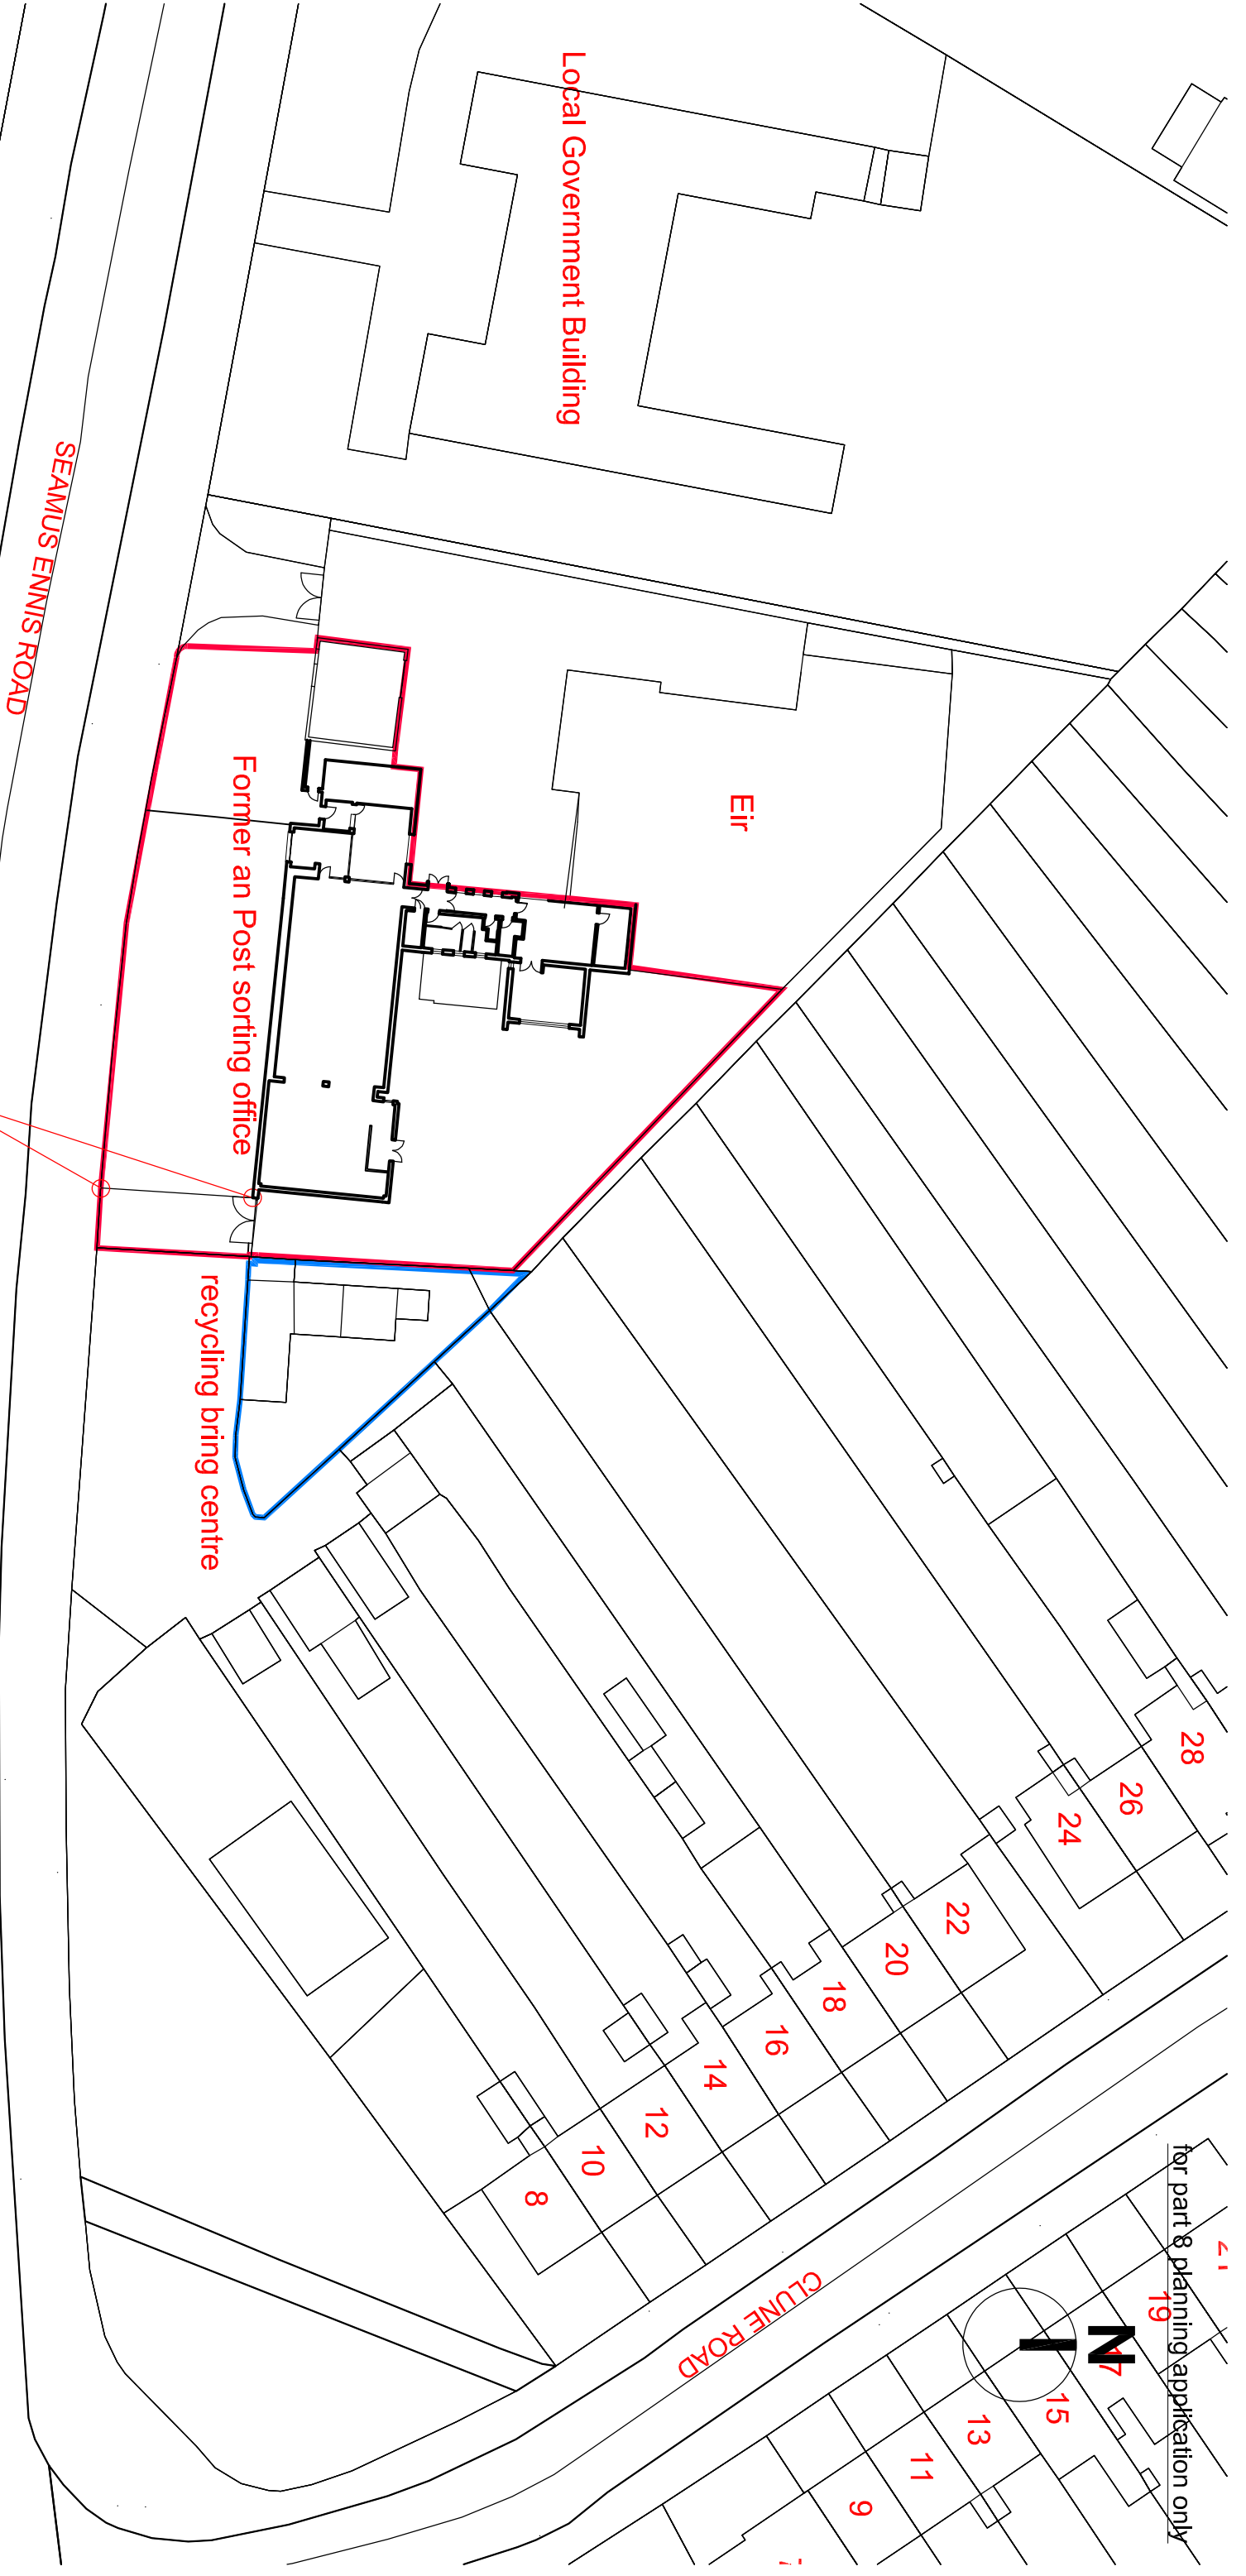 for part 8 planning application only
N
Local Government Building
Eir
SEAMUS ENNIS ROAD
Former an Post sorting office
recycling bring centre
CLUNE ROAD
28
26
24
22
20
18
16
14
12
10
8
21
19
17
15
13
11
9